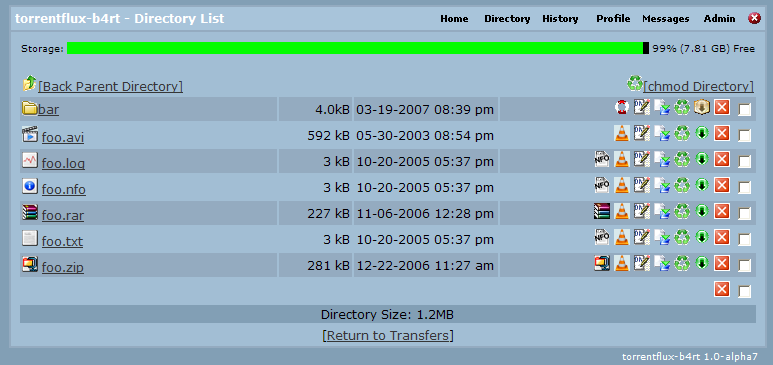 torrentflux-b4rt - Directory List Home Directory History Profile Messages Admin
Storage: 99% (7.81 GB) Free
[Back Parent Directory] [chmod Directory]
bar 4.0kB 03-19-2007 08:39 pm
foo.avi 592 kB 05-30-2003 08:54 pm
foo.log 3 kB 10-20-2005 05:37 pm
NFO
foo.nfo 3 kB 10-20-2005 05:37 pm
NFO
foo.rar 227 kB 11-06-2006 12:28 pm
foo.txt 3 kB 10-20-2005 05:37 pm
NFO
foo.zip 281 kB 12-22-2006 11:27 am
Directory Size: 1.2MB
[Return to Transfers]
torrentflux-b4rt 1.0-alpha7